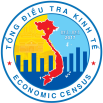 TỔNG ĐIỀU TRA KINH TẾ
ECONOMIC CENSUS